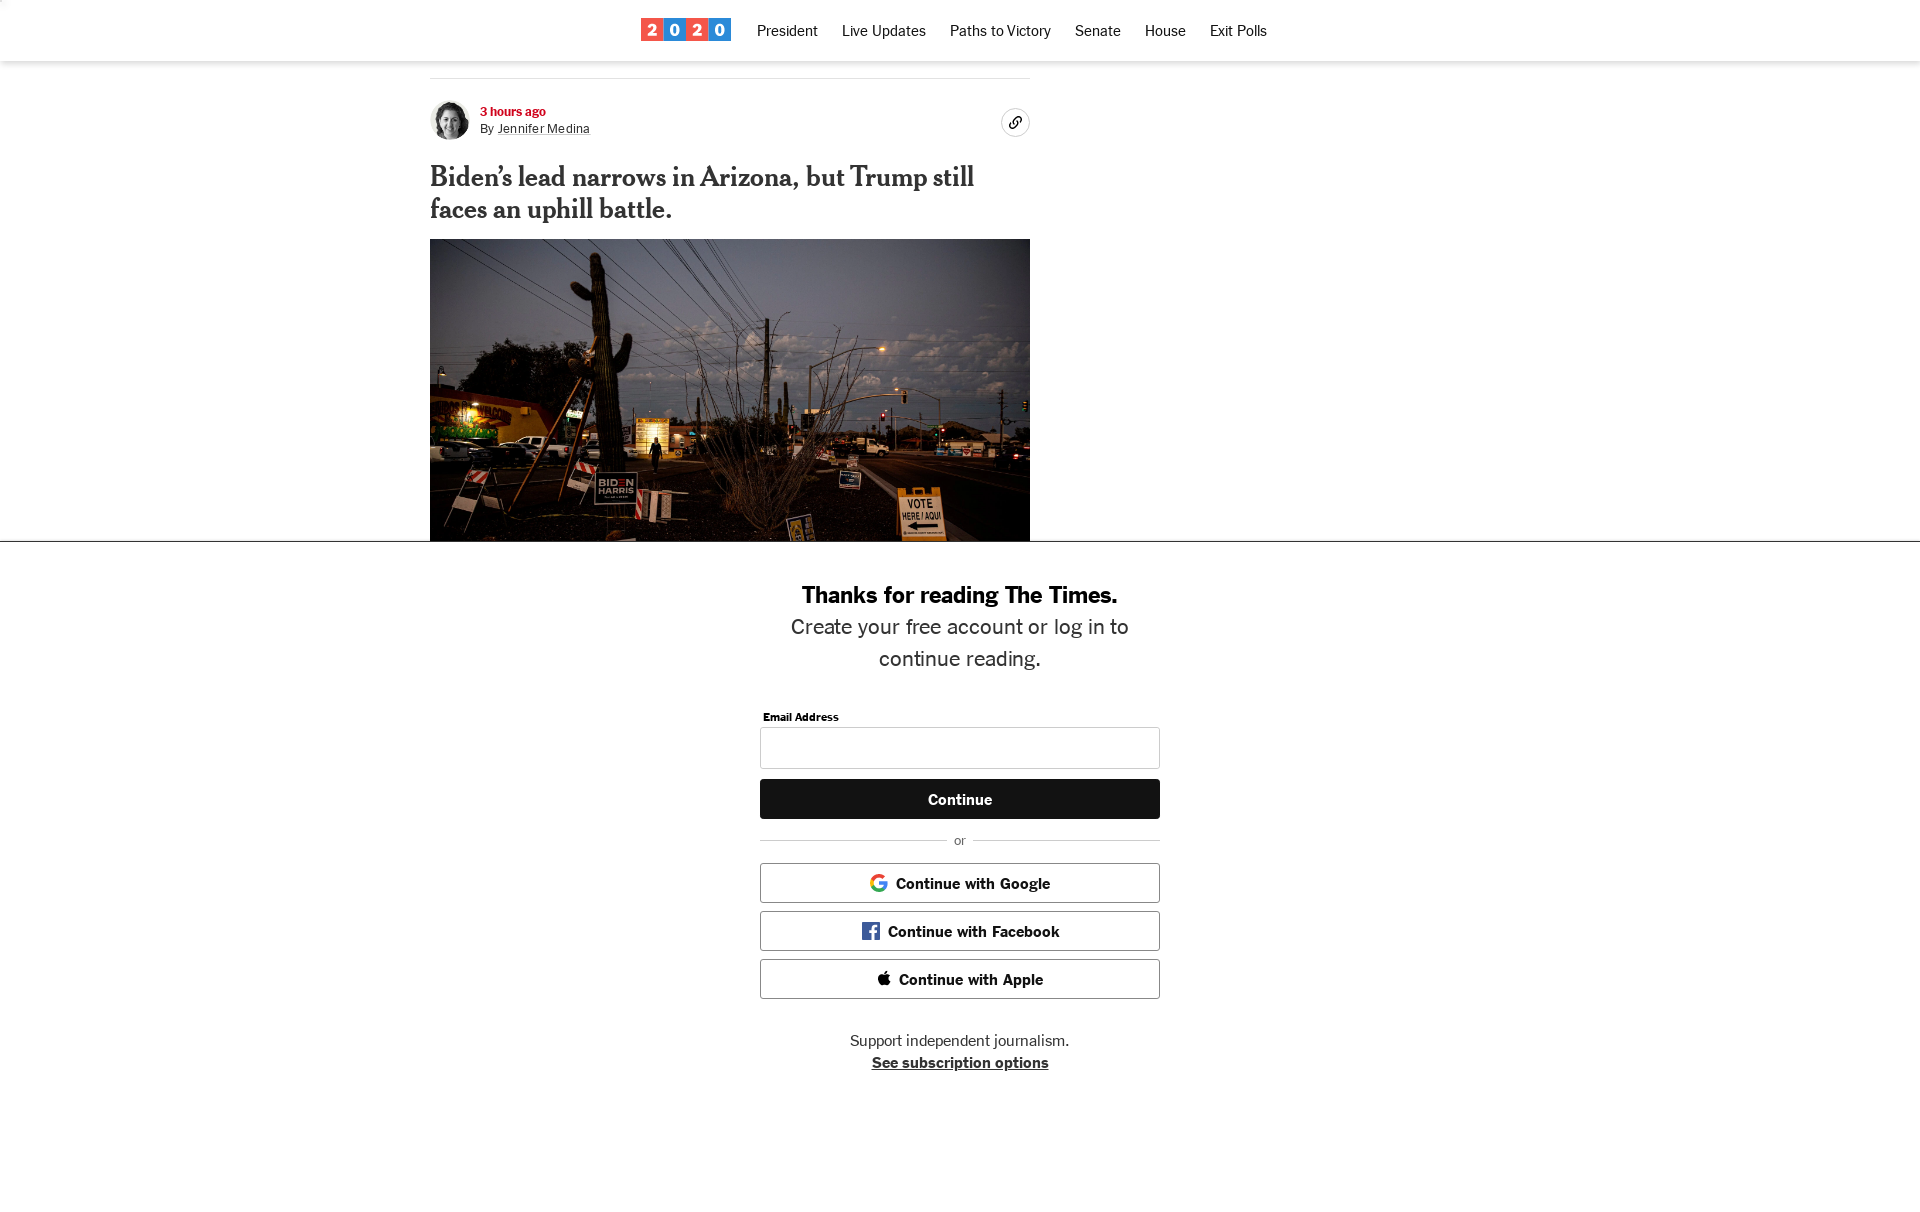 2020 President Live Updates Paths to Victory Senate House Exit Polls
3 hours ago
By Jennifer Medina
Biden’s lead narrows in Arizona, but Trump still
faces an uphill battle.
BIDEN
HARRIS
VOTE
HERE / AQUI
Thanks for reading The Times.
Create your free account or log in to
continue reading.
Email Address
Continue
or
Continue with Google
Continue with Facebook
Continue with Apple
Support independent journalism.
See subscription options